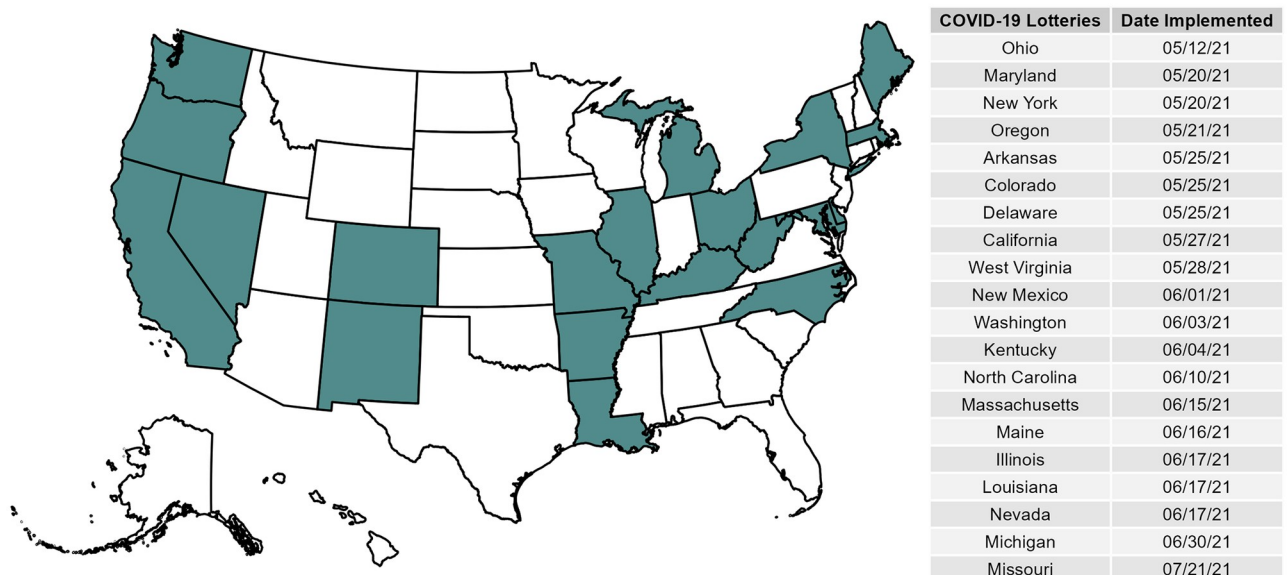 COVID-19 Lotteries Date Implemented
Ohio 05/12/21
Maryland 05/20/21
New York 05/20/21
Oregon 05/21/21
Arkansas 05/25/21
Colorado 05/25/21
Delaware 05/25/21
California 05/27/21
West Virginia 05/28/21
New Mexico 06/01/21
Washington 06/03/21
Kentucky 06/04/21
North Carolina 06/10/21
Massachusetts 06/15/21
Maine 06/16/21
Illinois 06/17/21
Louisiana 06/17/21
Nevada 06/17/21
Michigan 06/30/21
Missouri 07/21/21